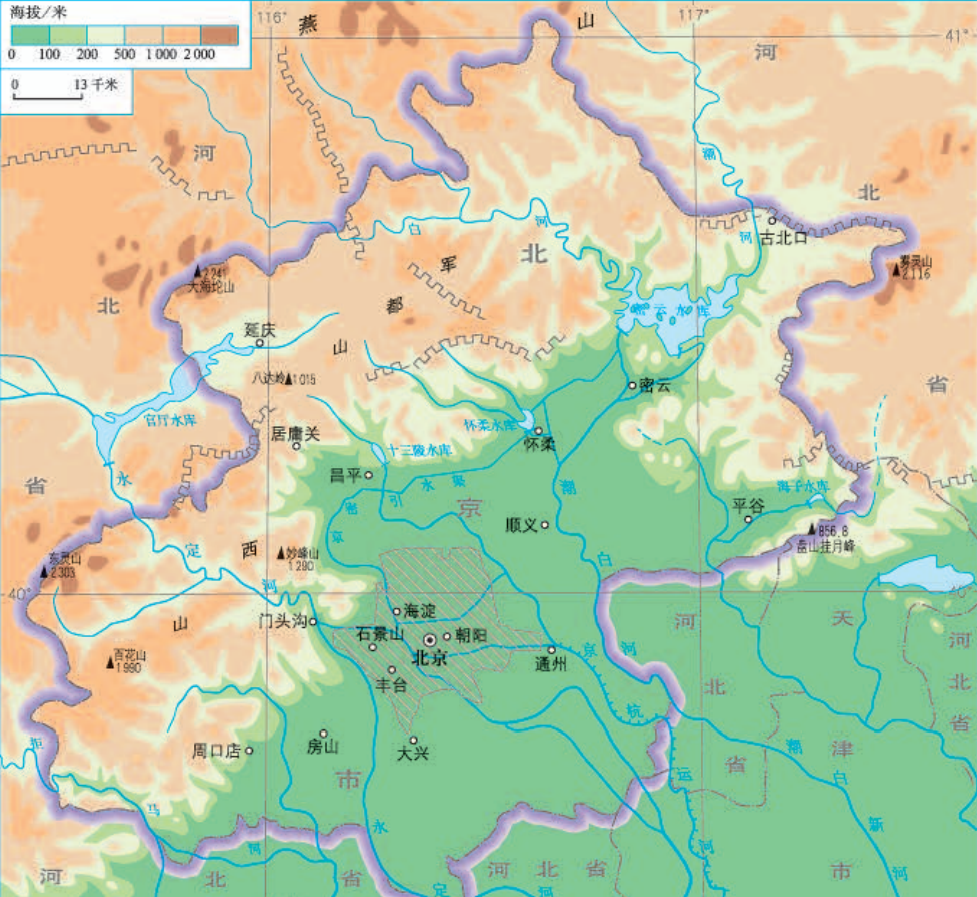 海拔/米
0 100 200 500 1 000 2 000
0 13 千米
116°
117°
41°
燕
山
河
河
潮
北
白
河
河
古北口
北
军
雾灵山
2 116
2 241
大海坨山
北
都
密云水库
延庆
山
八达岭 1 015
密云
省
官厅水库
怀柔水库
怀柔
居庸关
十三陵水库
昌平
省
水
京
密
引
水
渠
潮
海子水库
平谷
京
顺义
856.8
盘山挂月峰
定
西
妙峰山
1 290
白
东灵山
2 303
40°
40°
河
海淀
门头沟
河
天
山
石景山
朝阳
北京
京
河
河
百花山
1 990
通州
丰台
北
北
杭
拒
周口店
房山
大兴
潮
津
省
省
市
运
白
马
永
新
河
河
河
北
省
定
河
河
北
省
市
河